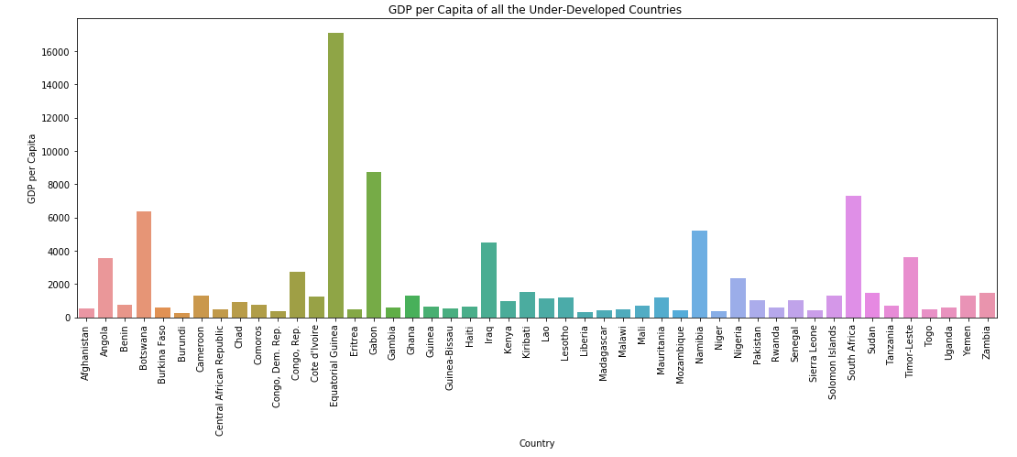 GDP per Capita of all the Under-Developed Countries
GDP per Capita
16000
14000
12000
10000
8000
6000
4000
2000
0
Afghanistan
Angola
Benin
Botswana
Burkina Faso
Burundi
Cameroon
Central African Republic
Chad
Comoros
Congo, Dem. Rep.
Congo, Rep.
Cote d'Ivoire
Equatorial Guinea
Eritrea
Gabon
Gambia
Ghana
Guinea
Guinea-Bissau
Haiti
Iraq
Kenya
Kiribati
Lao
Lesotho
Liberia
Madagascar
Malawi
Mali
Mauritania
Mozambique
Namibia
Niger
Nigeria
Pakistan
Rwanda
Senegal
Sierra Leone
Solomon Islands
South Africa
Sudan
Tanzania
Timor-Leste
Togo
Uganda
Yemen
Zambia
Country